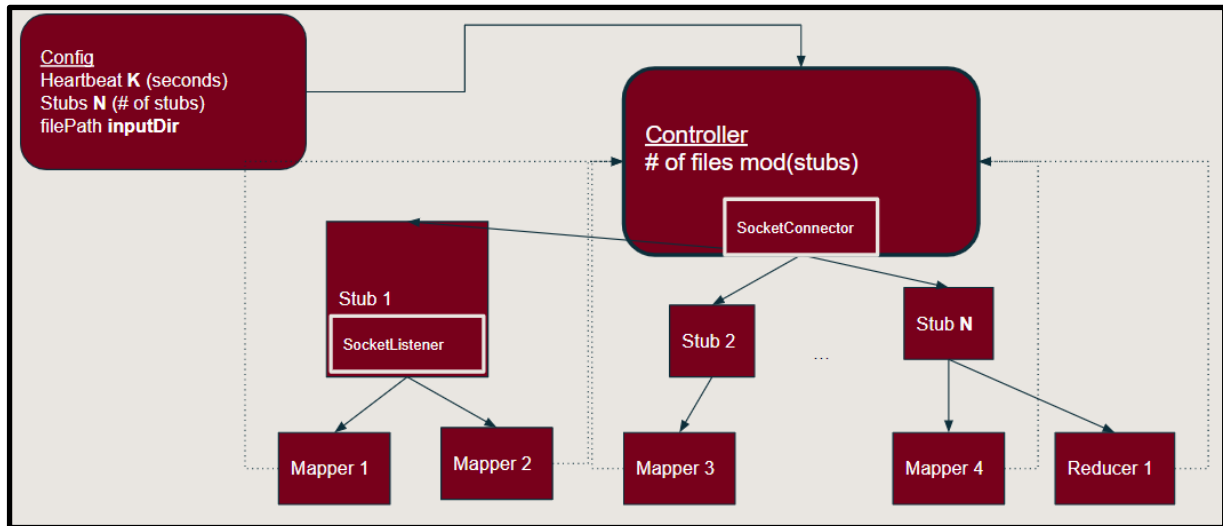 Config
Heartbeat K (seconds)
Stubs N (# of stubs)
filePath inputDir
Controller
# of files mod(stubs)
SocketConnector
Stub 1
SocketListener
Stub 2
...
Stub N
Mapper 1
Mapper 2
Mapper 3
Mapper 4
Reducer 1